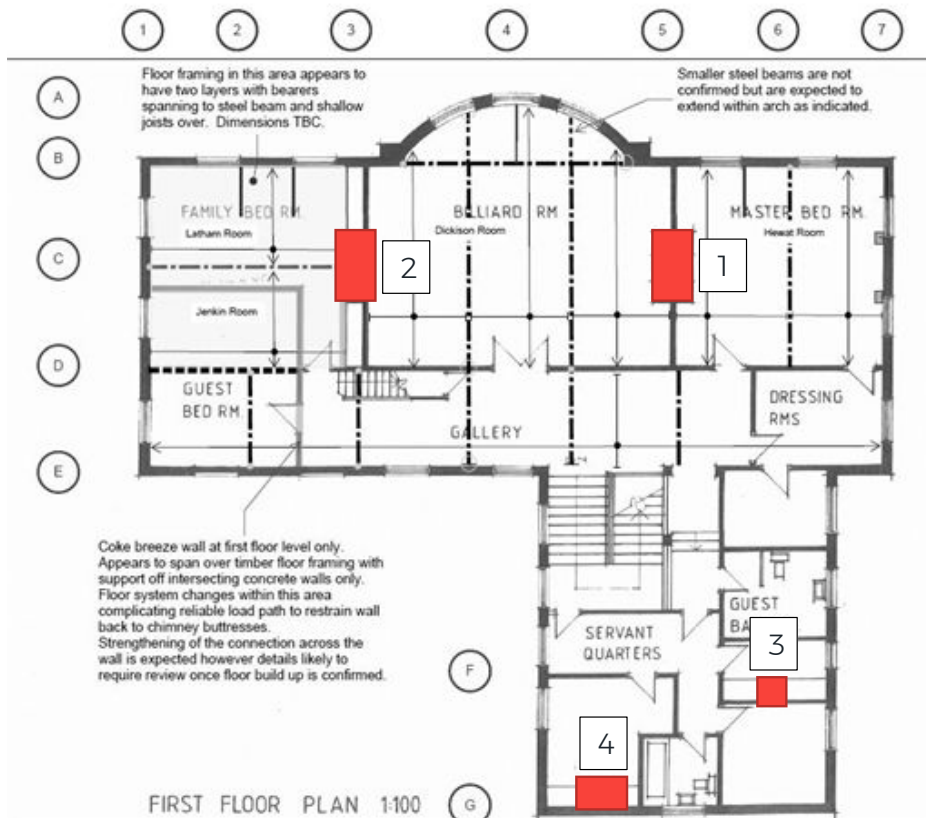 1 2 3 4 5 6 7
A
B
C
D
E
F
G
Floor framing in this area appears to
have two layers with bearers
spanning to steel beam and shallow
joists over. Dimensions TBC.
Smaller steel beams are not
confirmed but are expected to
extend within arch as indicated.
FAMILY BED RM.
Latham Room
BILLIARD RM
Dickison Room
MASTER BED RM.
Hewat Room
2
1
Jenkin Room
GUEST
BED RM.
GALLERY
DRESSING
RMS
Coke breeze wall at first floor level only.
Appears to span over timber floor framing with
support off intersecting concrete walls only.
Floor system changes within this area
complicating reliable load path to restrain wall
back to chimney buttresses.
Strengthening of the connection across the
wall is expected however details likely to
require review once floor build up is confirmed.
GUEST
BA
SERVANT
QUARTERS
3
4
FIRST FLOOR PLAN 1:100